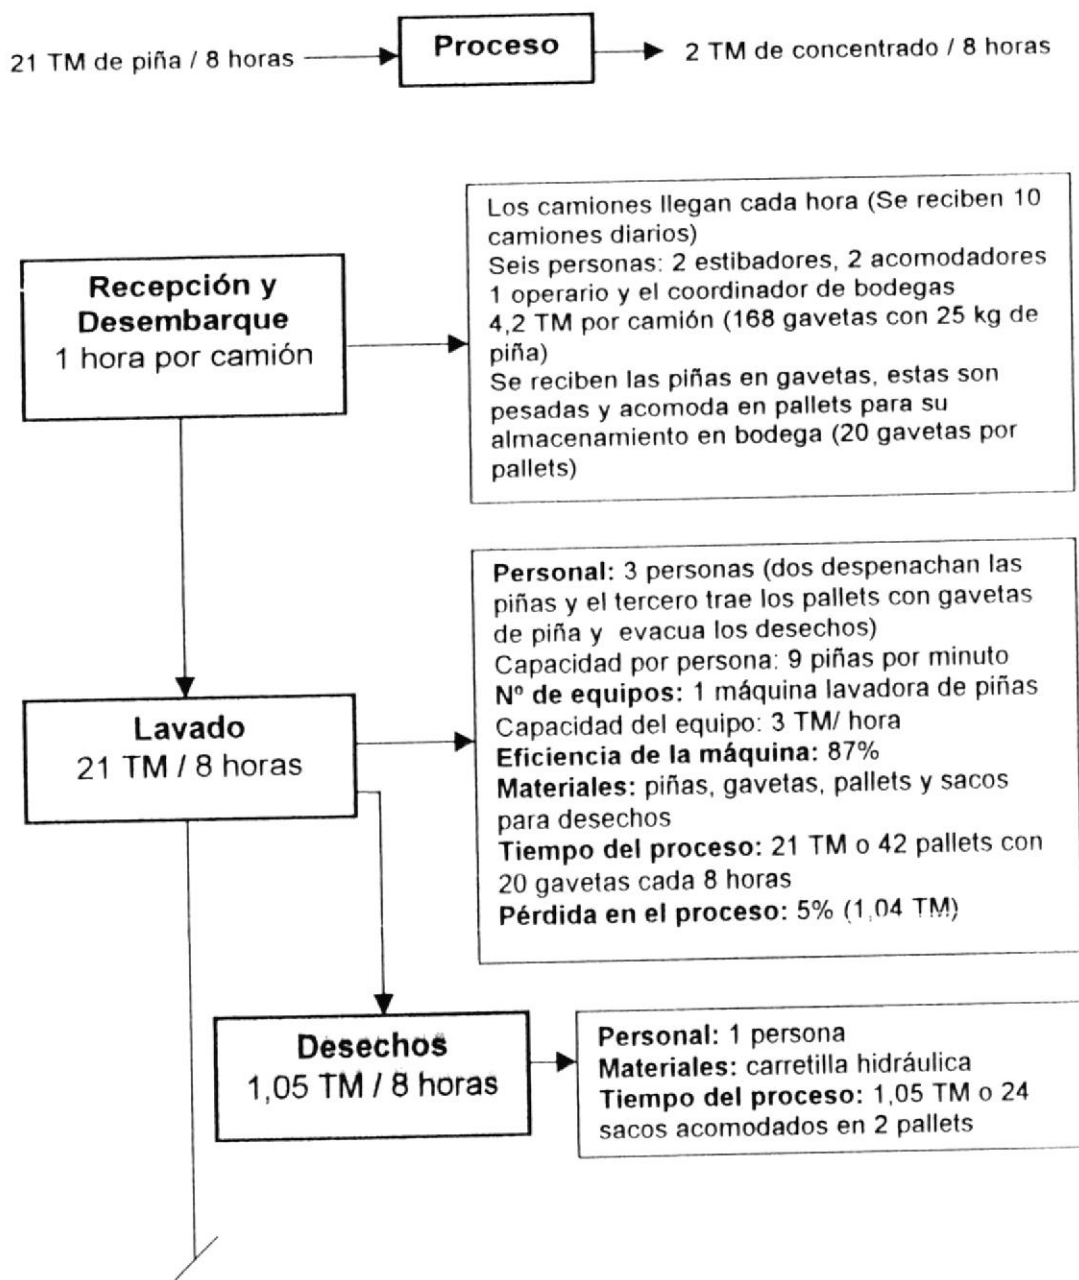 21 TM de piña / 8 horas
Proceso
2 TM de concentrado / 8 horas
Recepción y
Desembarque
1 hora por camión
Los camiones llegan cada hora (Se reciben 10
camiones diarios)
Seis personas: 2 estibadores, 2 acomodadores
1 operario y el coordinador de bodegas
4,2 TM por camión (168 gavetas con 25 kg de
piña)
Se reciben las piñas en gavetas, estas son
pesadas y acomoda en pallets para su
almacenamiento en bodega (20 gavetas por
pallets)
Lavado
21 TM / 8 horas
Personal: 3 personas (dos despenachan las
piñas y el tercero trae los pallets con gavetas
de piña y evacua los desechos)
Capacidad por persona: 9 piñas por minuto
Nº de equipos: 1 máquina lavadora de piñas
Capacidad del equipo: 3 TM/ hora
Eficiencia de la máquina: 87%
Materiales: piñas, gavetas, pallets y sacos
para desechos
Tiempo del proceso: 21 TM o 42 pallets con
20 gavetas cada 8 horas
Pérdida en el proceso: 5% (1,04 TM)
Desechos
1,05 TM / 8 horas
Personal: 1 persona
Materiales: carretilla hidráulica
Tiempo del proceso: 1,05 TM o 24
sacos acomodados en 2 pallets